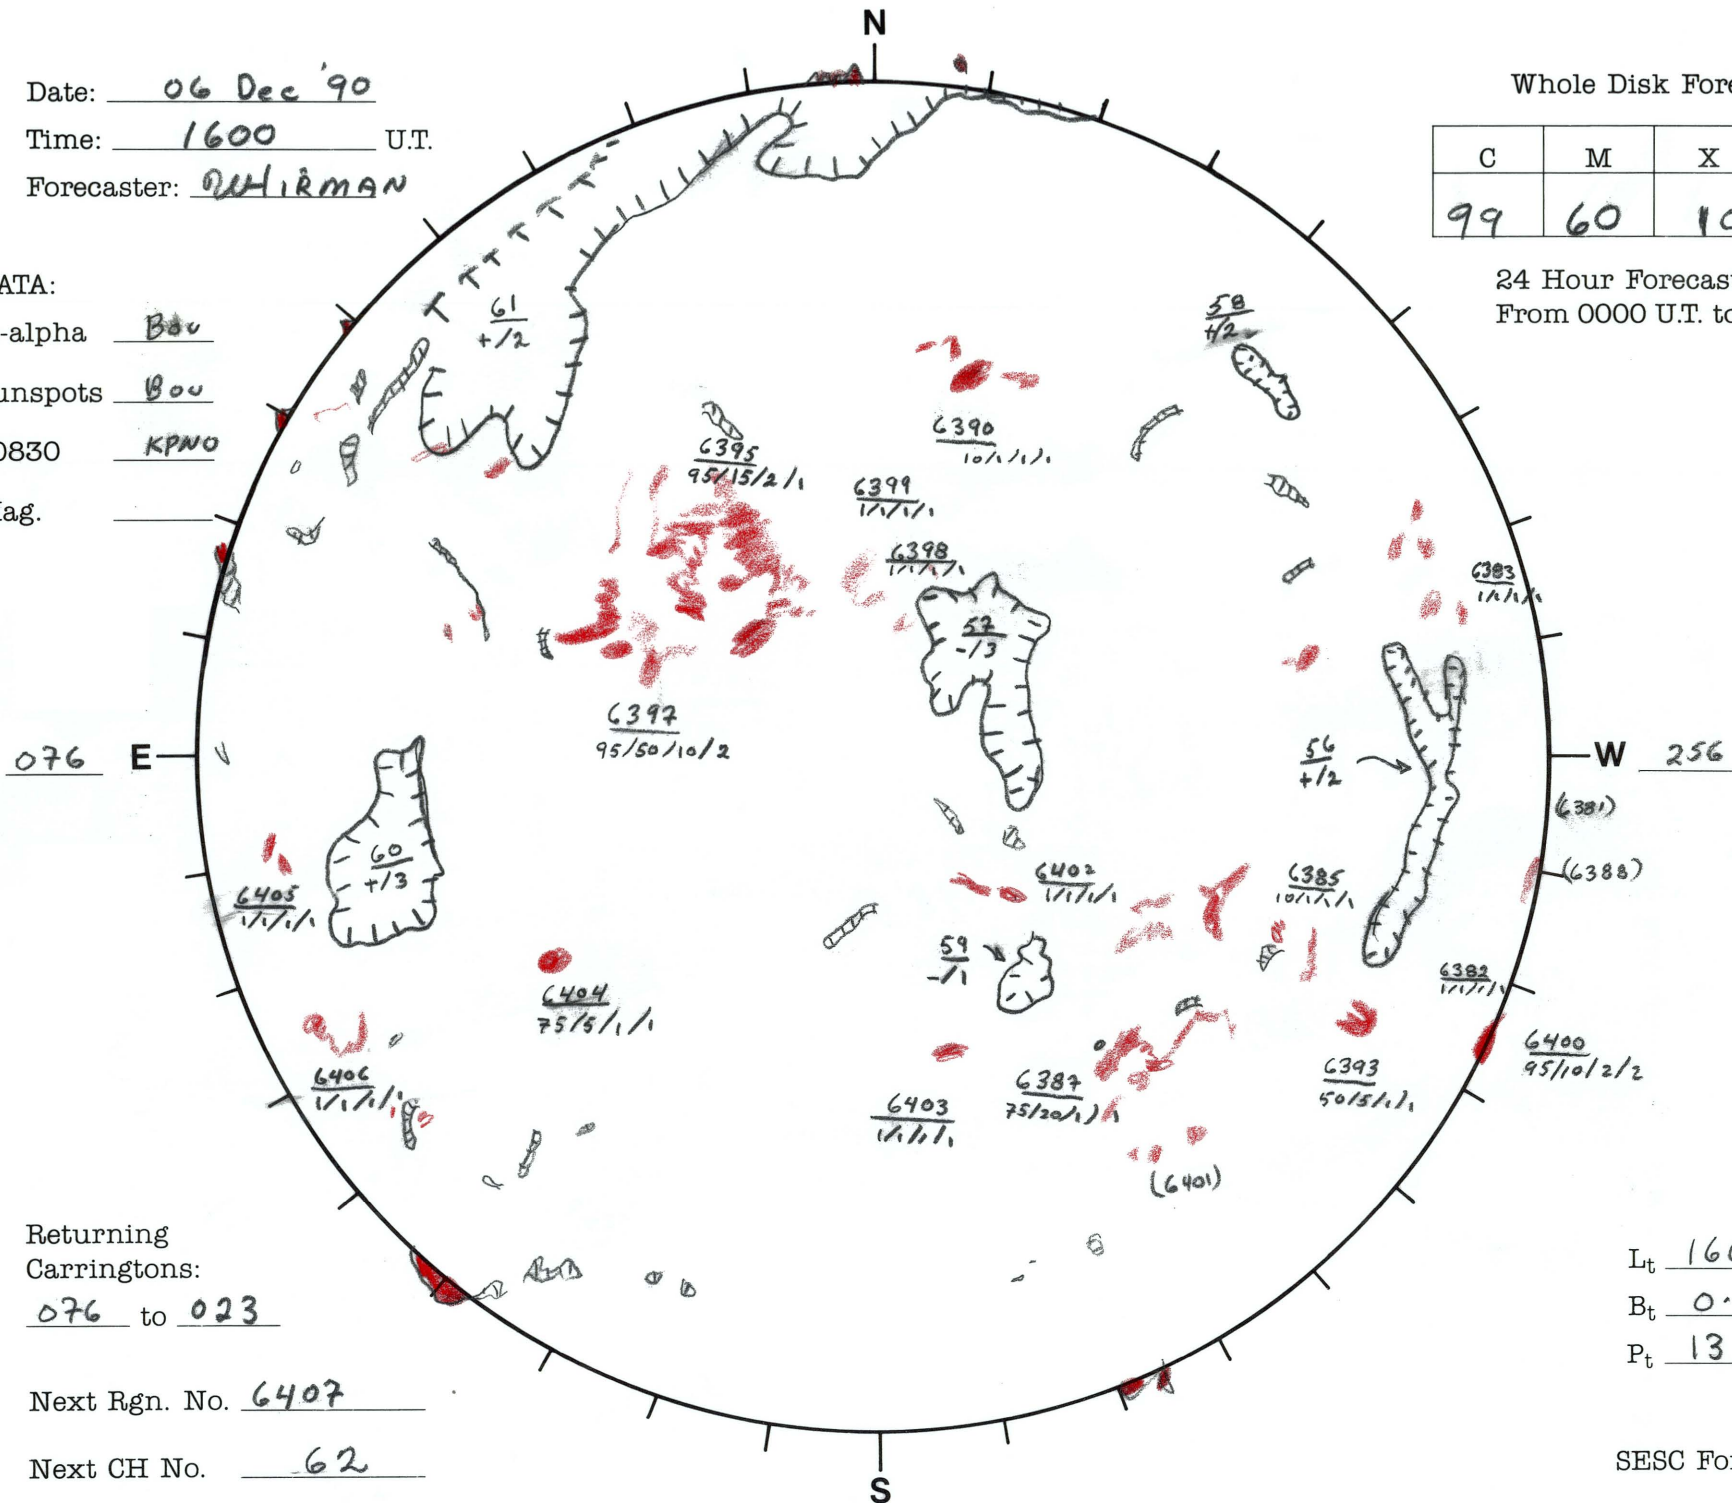 N
Date: 06 Dec '90
Time: 1600 U.T.
Forecaster:
Whole Disk Fore
C M X
99 60 10
24 Hour Forecas
From 0000 U.T. to
ATA:
-alpha Bou
unspots Bou
0830 KPNO
Mag.
61
+/2
58
+/2
6390
10/1/1/1
6395
95/15/2/1
6399
1/1/1/1
6398
1/1/1/1
6383
1/1/1/1
57
-/3
6397
95/50/10/2
56
+/2
076 E
W 256
(6381)
(6388)
60
+/3
6405
1/1/1/1
6402
1/1/1/1
6385
10/1/1/1
59
-/1
6382
1/1/1/1
6404
75/5/1/1
6400
95/10/2/2
6406
1/1/1/1
6387
75/20/1/1
6393
50/5/1/1
6403
1/1/1/1
(6401)
Returning
Carringtons:
076 to 023
Next Rgn. No. 6407
Next CH No. 62
Lt 166
Bt 0.
Pt 13
S
SESC For